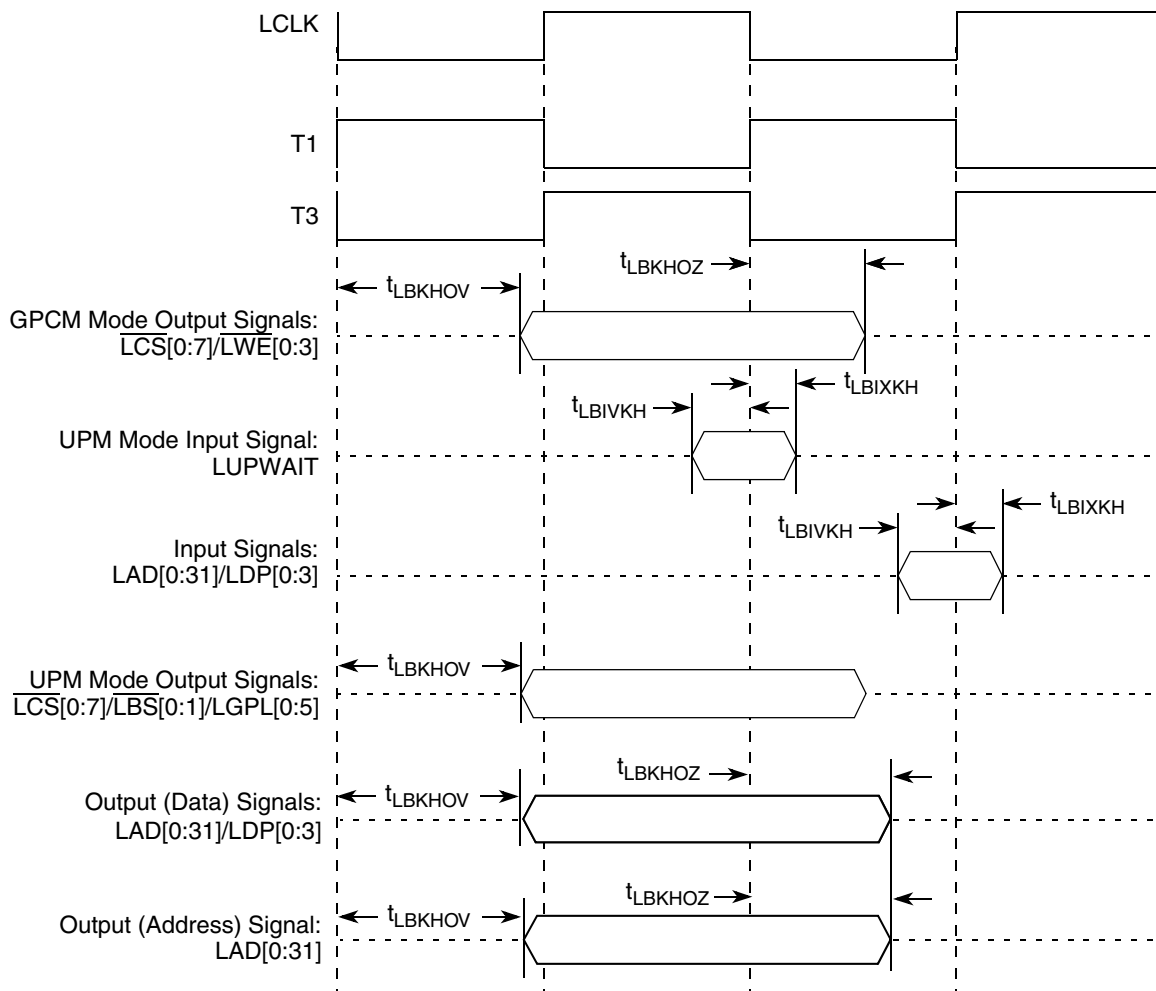 LCLK
T1
T3
tLBKHOZ
tLBKHOV
GPCM Mode Output Signals:
LCS[0:7]/LWE[0:3]
tLBIXKH
tLBIVKH
UPM Mode Input Signal:
LUPWAIT
tLBIXKH
tLBIVKH
Input Signals:
LAD[0:31]/LDP[0:3]
tLBKHOV
UPM Mode Output Signals:
LCS[0:7]/LBS[0:1]/LGPL[0:5]
tLBKHOZ
tLBKHOV
Output (Data) Signals:
LAD[0:31]/LDP[0:3]
tLBKHOZ
tLBKHOV
Output (Address) Signal:
LAD[0:31]